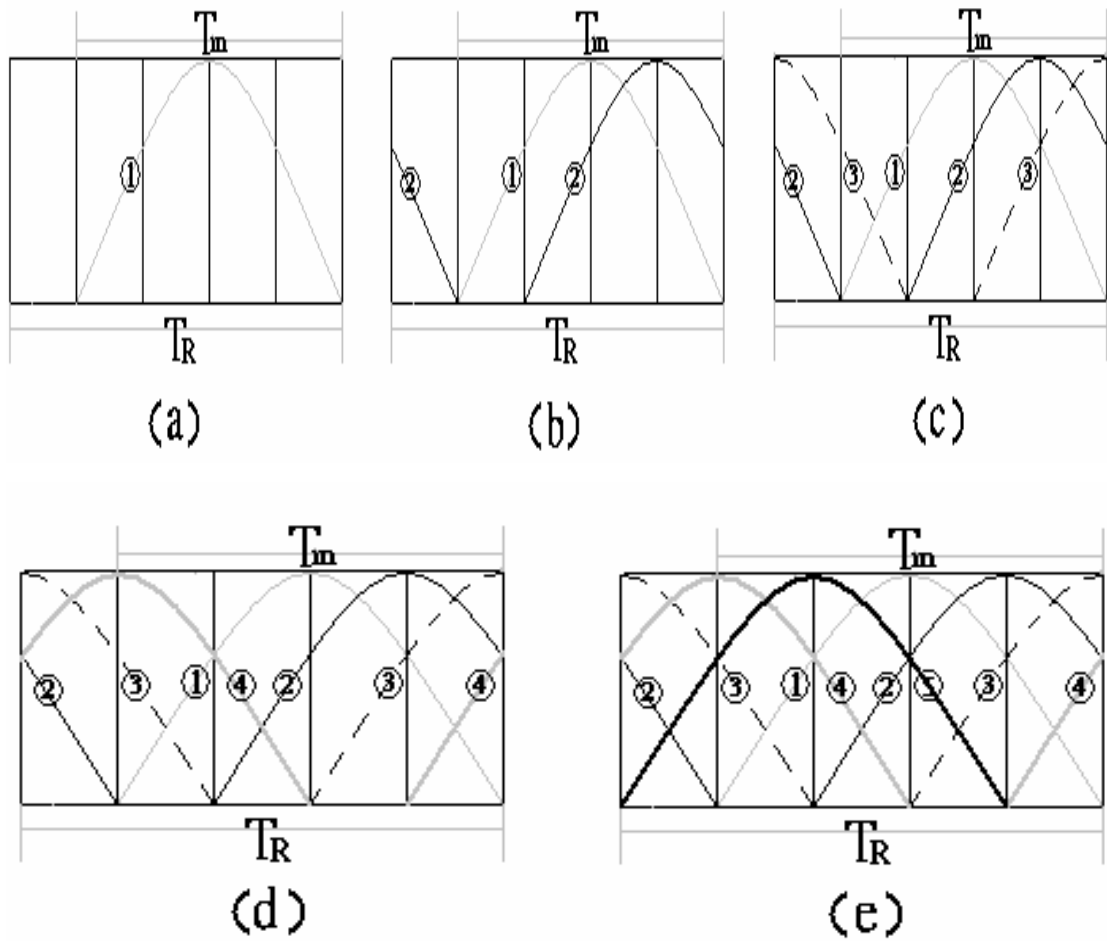 Tm Tm Tm
① ② ① ② ② ③ ① ② ③
TR TR TR
(a) (b) (c)
Tm Tm
② ③ ① ④ ② ③ ④ ② ③ ① ④ ② ⑤ ③ ④
TR TR
(d) (e)